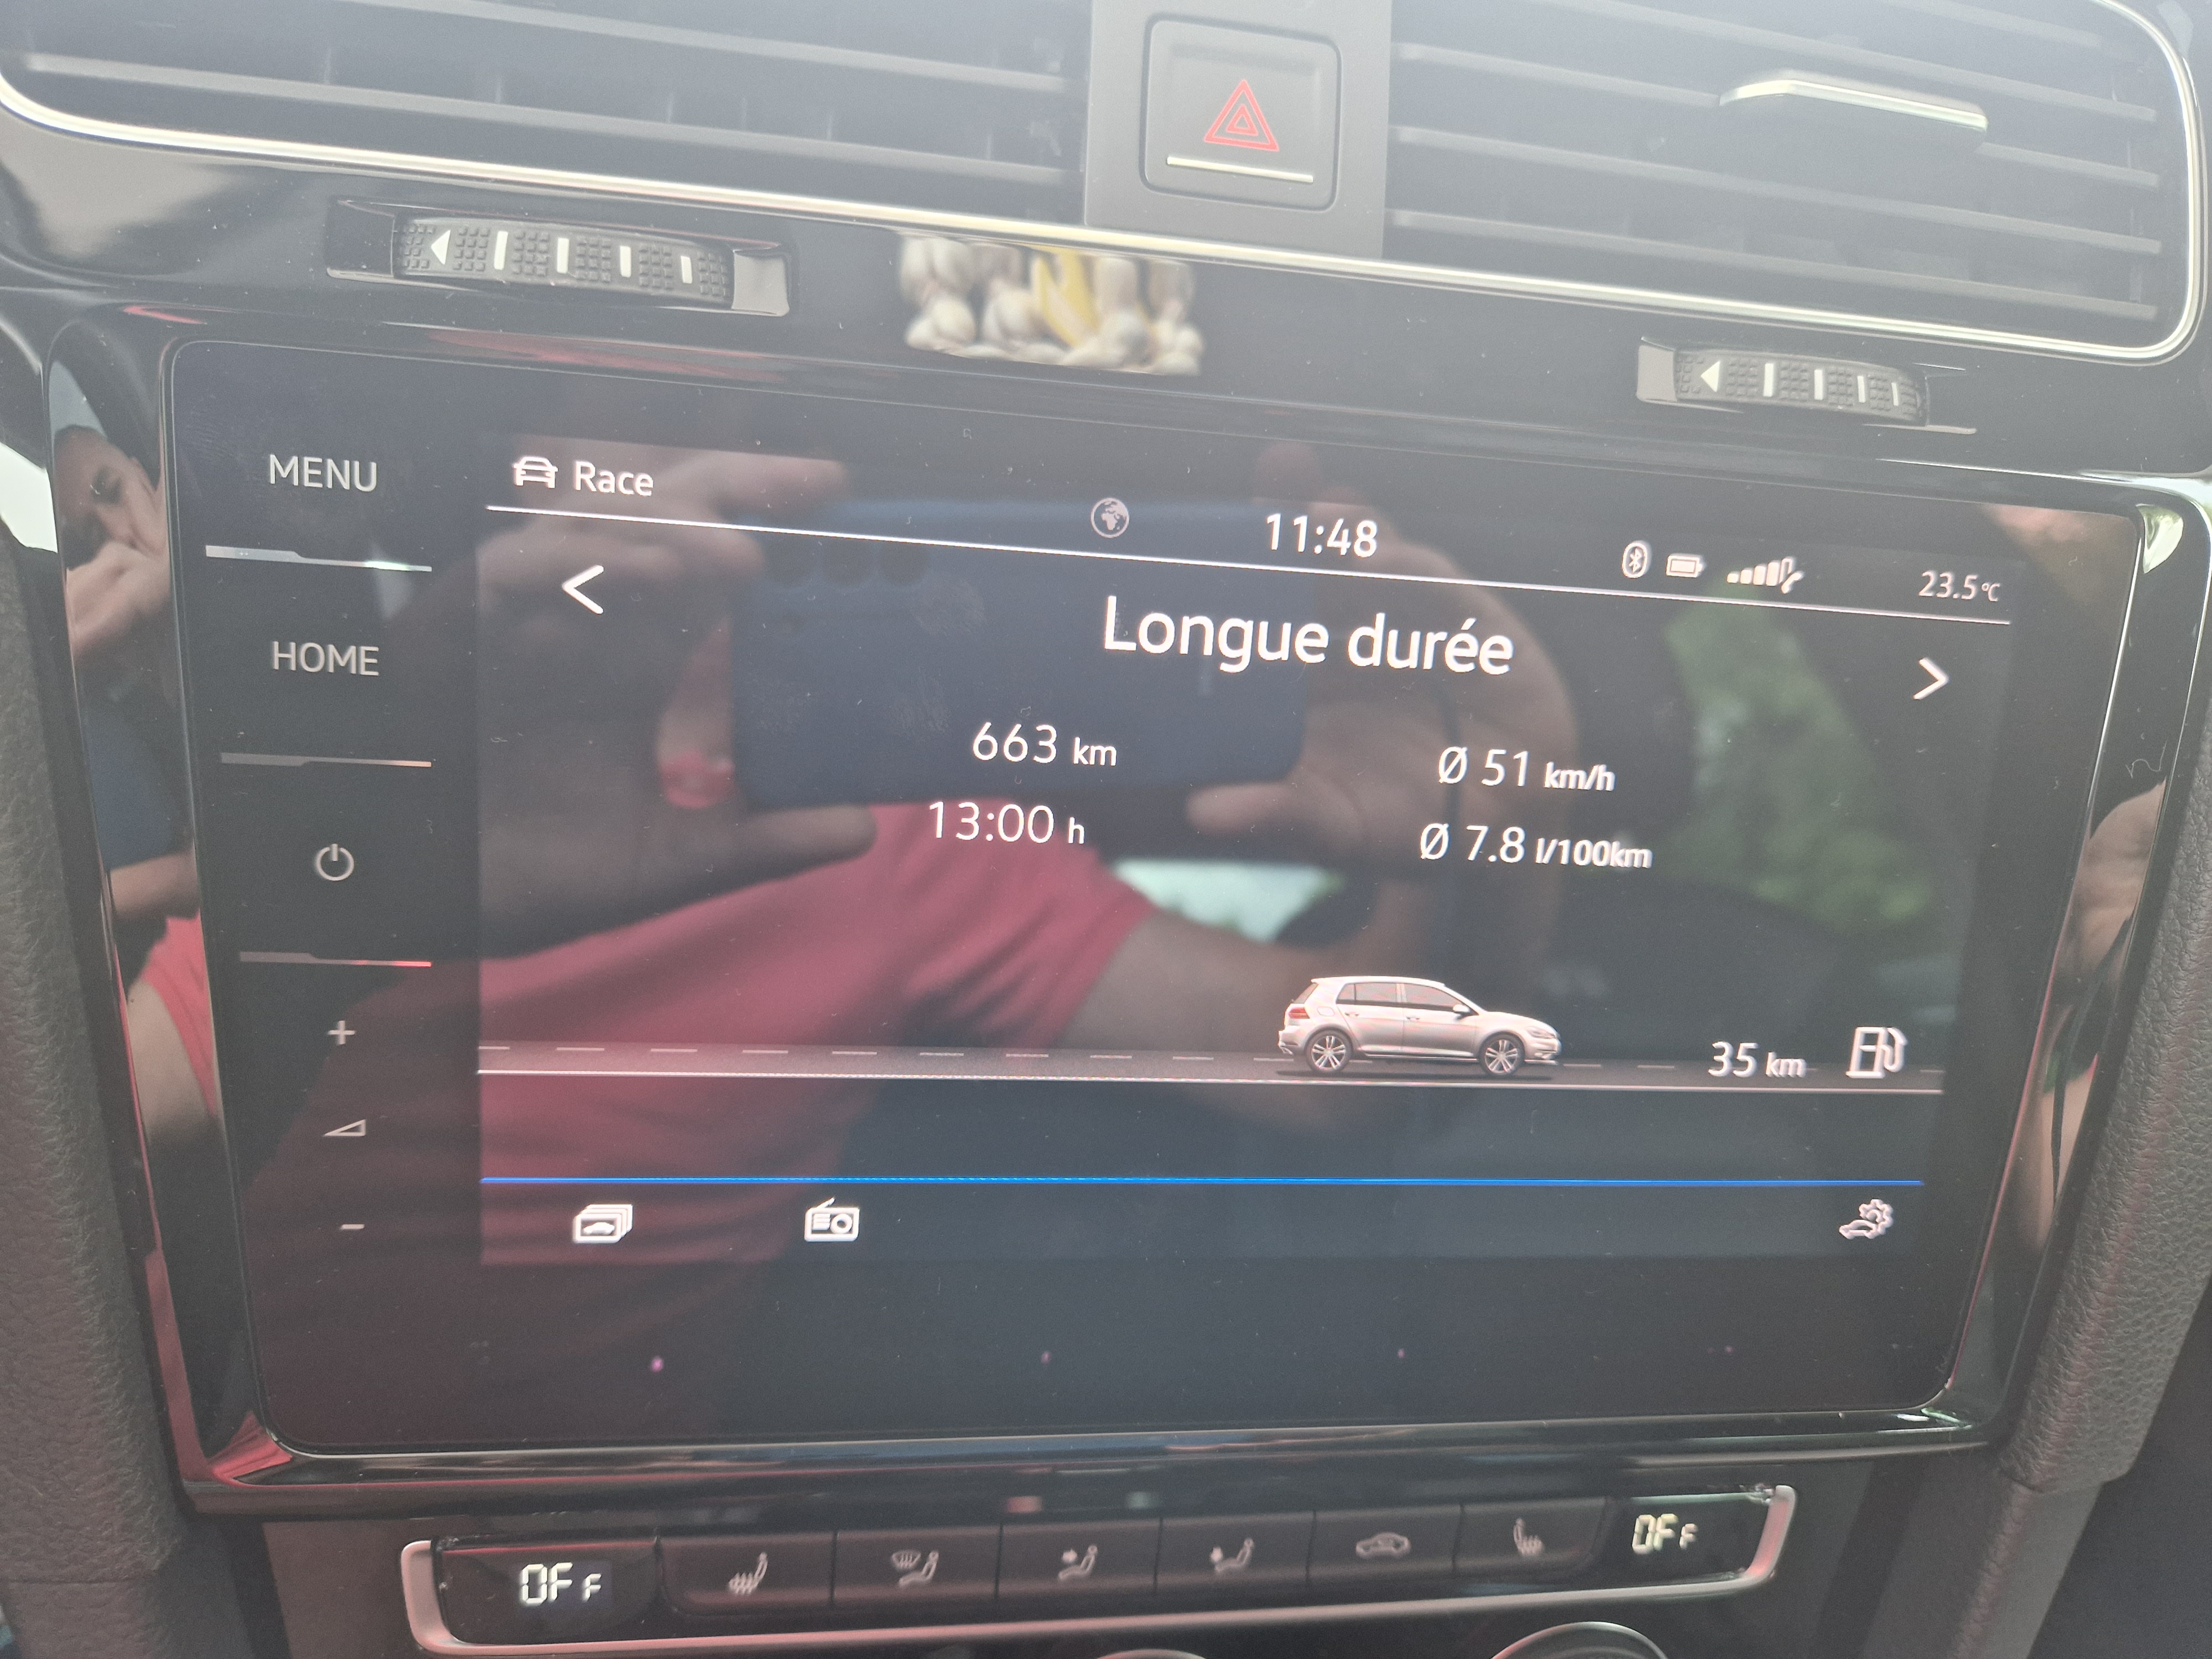 MENU
HOME
Race
11:48
23.5°C
Longue durée
663 km
Ø 51 km/h
13:00 h
Ø 7.8 l/100km
35 km
+
-
OFF
OFF